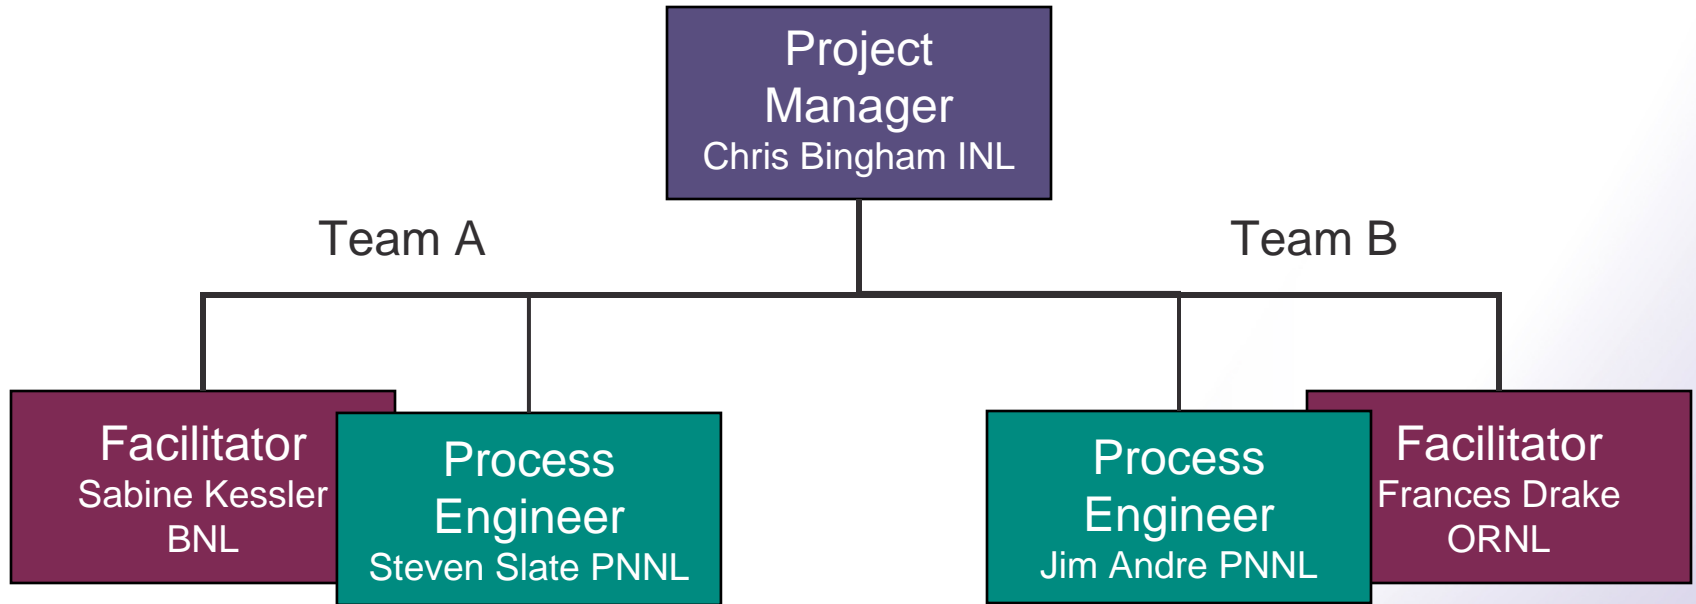 Project
Manager
Chris Bingham INL
Team A
Team B
Facilitator
Sabine Kessler
BNL
Process
Engineer
Steven Slate PNNL
Process
Engineer
Jim Andre PNNL
Facilitator
Frances Drake
ORNL